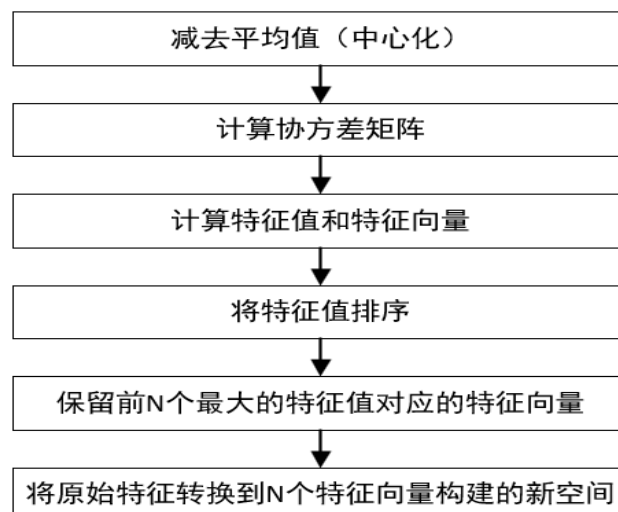 减去平均值（中心化）
计算协方差矩阵
计算特征值和特征向量
将特征值排序
保留前N个最大的特征值对应的特征向量
将原始特征转换到N个特征向量构建的新空间